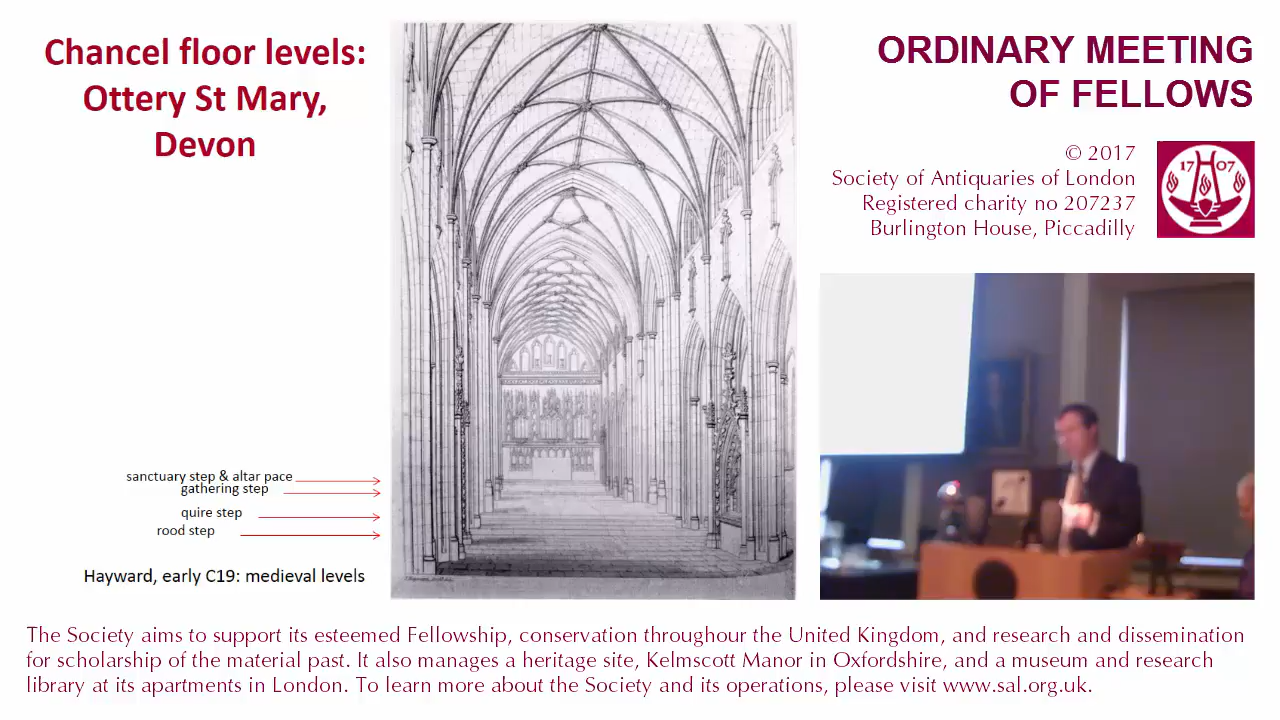 Chancel floor levels:
Ottery St Mary,
Devon
sanctuary step & altar pace
gathering step
quire step
rood step
Hayward, early C19: medieval levels
ORDINARY MEETING
OF FELLOWS
© 2017
Society of Antiquaries of London
Registered charity no 207237
Burlington House, Piccadilly
17 07
The Society aims to support its esteemed Fellowship, conservation throughour the United Kingdom, and research and dissemination
for scholarship of the material past. It also manages a heritage site, Kelmscott Manor in Oxfordshire, and a museum and research
library at its apartments in London. To learn more about the Society and its operations, please visit www.sal.org.uk.